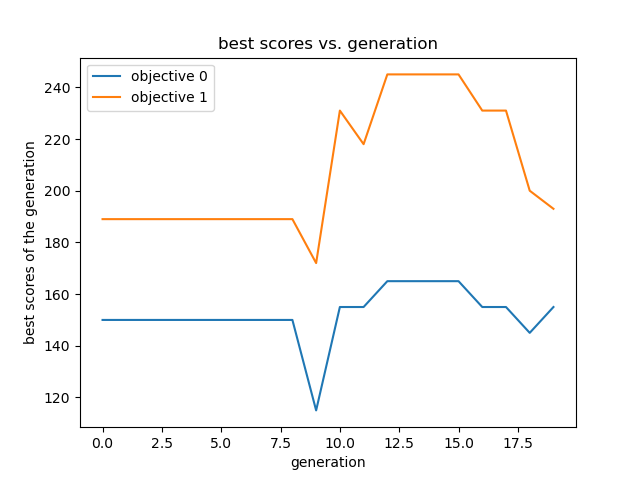 best scores vs. generation
objective 0
objective 1
best scores of the generation
240
220
200
180
160
140
120
0.0 2.5 5.0 7.5 10.0 12.5 15.0 17.5
generation